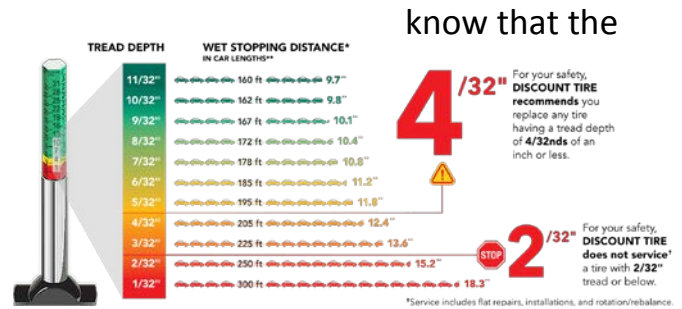 know that the
TREAD DEPTH WET STOPPING DISTANCE*
IN CAR LENGTHS**
11/32" 160 ft 9.7**
10/32" 162 ft 9.8**
9/32" 167 ft 10.1**
8/32" 172 ft 10.4**
7/32" 178 ft 10.8**
6/32" 185 ft 11.2**
5/32" 195 ft 11.8**
4/32" 205 ft 12.4**
3/32" 225 ft 13.6**
2/32" 250 ft 15.2**
1/32" 300 ft 18.3**
4/32"
For your safety,
DISCOUNT TIRE
recommends you
replace any tire
having a tread depth
of 4/32nds of an
inch or less.
STOP
2/32"
For your safety,
DISCOUNT TIRE
does not service†
a tire with 2/32"
tread or below.
†Service includes flat repairs, installations, and rotation/rebalance.